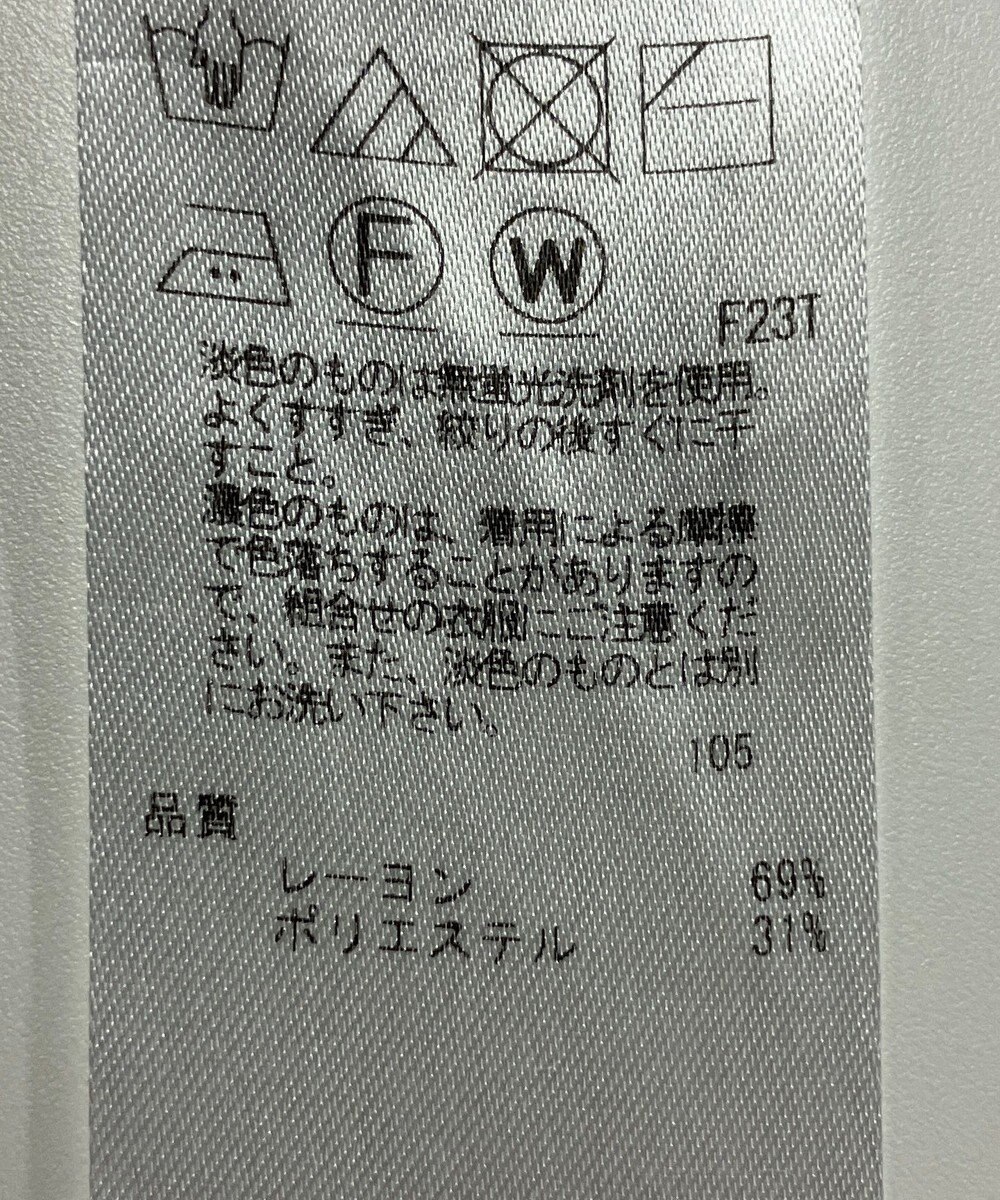 F W
F23T
淡色のものは無蛍光洗剤を使用。
よくすすぎ、絞りの後すぐに干
すこと。
濃色のものは、着用による摩擦
で色落ちすることがありますの
で、組合せの衣服にご注意くだ
さい。また、淡色のものとは別
にお洗い下さい。
105
品質
レーヨン 69%
ポリエステル 31%